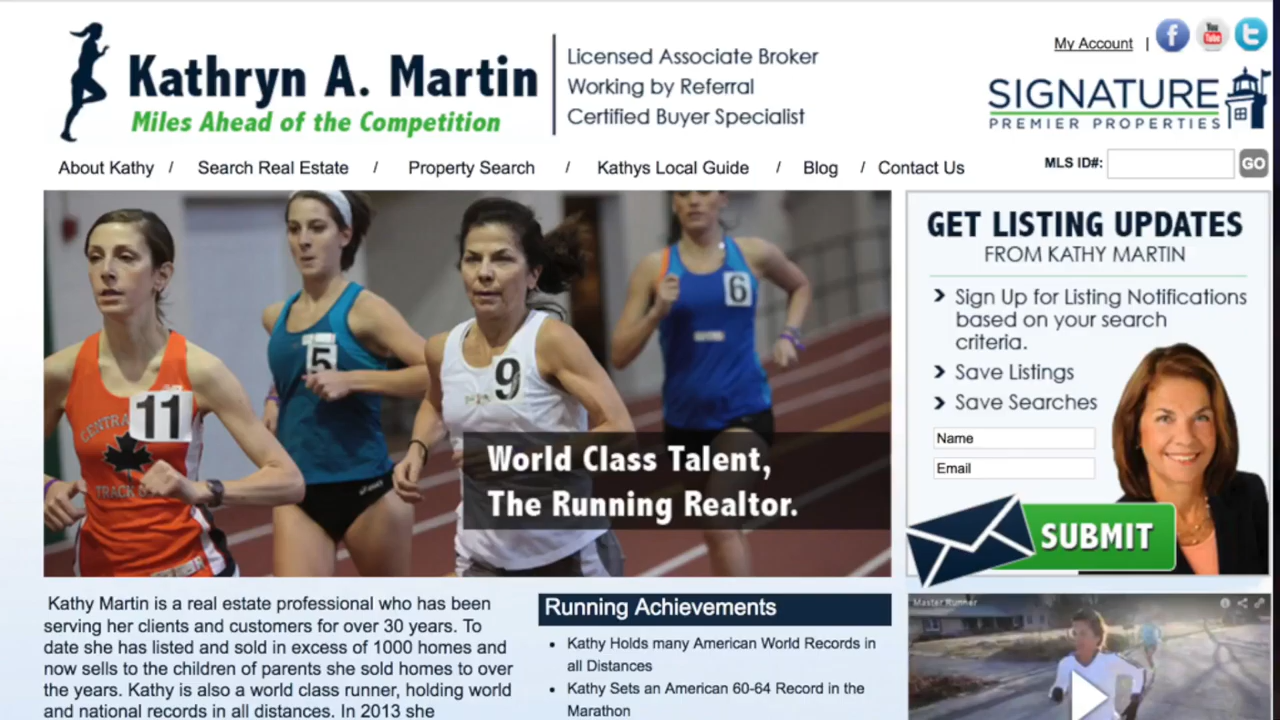 Kathryn A. Martin
Miles Ahead of the Competition
Licensed Associate Broker
Working by Referral
Certified Buyer Specialist
My Account |
f
You
Tube
t
SIGNATURE
PREMIER PROPERTIES
About Kathy / Search Real Estate / Property Search / Kathys Local Guide / Blog / Contact Us
MLS ID#: GO
11
CENTRA
TRACK
5
9
6
World Class Talent,
The Running Realtor.
GET LISTING UPDATES
FROM KATHY MARTIN
Sign Up for Listing Notifications
based on your search
criteria.
Save Listings
Save Searches
Name
Email
SUBMIT
Kathy Martin is a real estate professional who has been
serving her clients and customers for over 30 years. To
date she has listed and sold in excess of 1000 homes and
now sells to the children of parents she sold homes to over
the years. Kathy is also a world class runner, holding world
and national records in all distances. In 2013 she
Running Achievements
• Kathy Holds many American World Records in
all Distances
• Kathy Sets an American 60-64 Record in the
Marathon
Master Runner